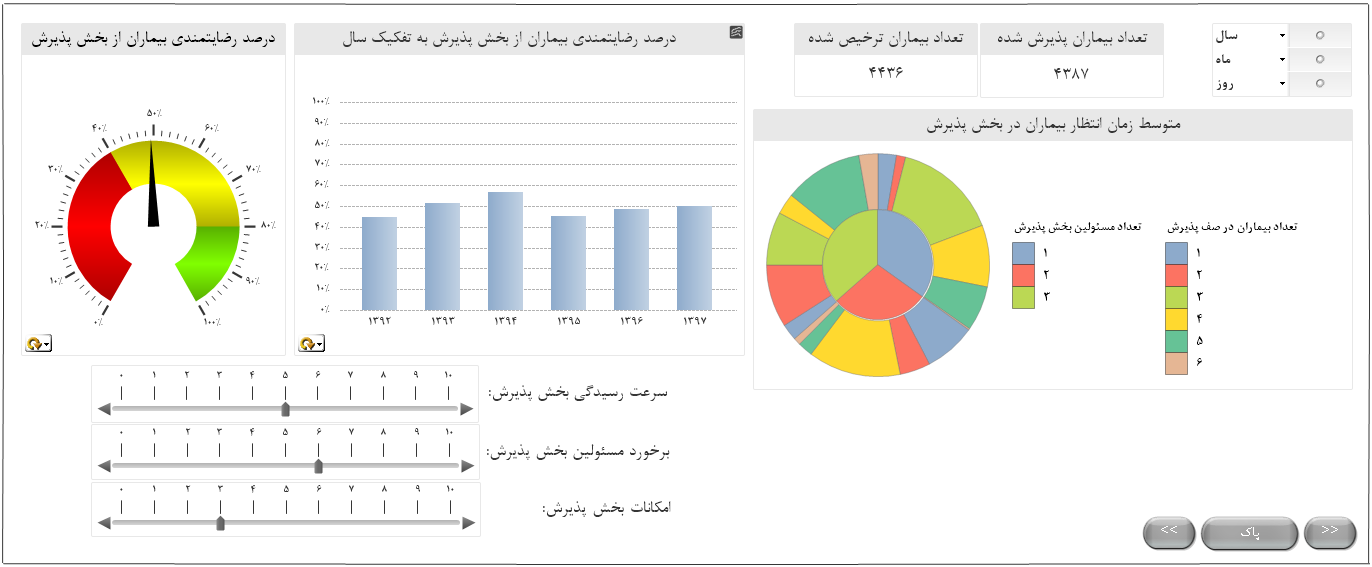 درصد رضایتمندی بیماران از بخش پذیرش
۰٪
۱۰٪
۲۰٪
۳۰٪
۴۰٪
۵۰٪
۶۰٪
۷۰٪
۸۰٪
۹۰٪
۱۰۰٪
درصد رضایتمندی بیماران از بخش پذیرش به تفکیک سال
۱۰۰٪
۹۰٪
۸۰٪
۷۰٪
۶۰٪
۵۰٪
۴۰٪
۳۰٪
۲۰٪
۱۰٪
۰٪
۱۳۹۲ ۱۳۹۳ ۱۳۹۴ ۱۳۹۵ ۱۳۹۶ ۱۳۹۷
تعداد بیماران ترخیص شده
۴۴۳۶
تعداد بیماران پذیرش شده
۴۳۸۷
سال
ماه
روز
متوسط زمان انتظار بیماران در بخش پذیرش
تعداد مسئولین بخش پذیرش
۱
۲
۳
تعداد بیماران در صف پذیرش
۱
۲
۳
۴
۵
۶
سرعت رسیدگی بخش پذیرش:
۰ ۱ ۲ ۳ ۴ ۵ ۶ ۷ ۸ ۹ ۱۰
برخورد مسئولین بخش پذیرش:
۰ ۱ ۲ ۳ ۴ ۵ ۶ ۷ ۸ ۹ ۱۰
امکانات بخش پذیرش:
۰ ۱ ۲ ۳ ۴ ۵ ۶ ۷ ۸ ۹ ۱۰
>>
پاک
<<